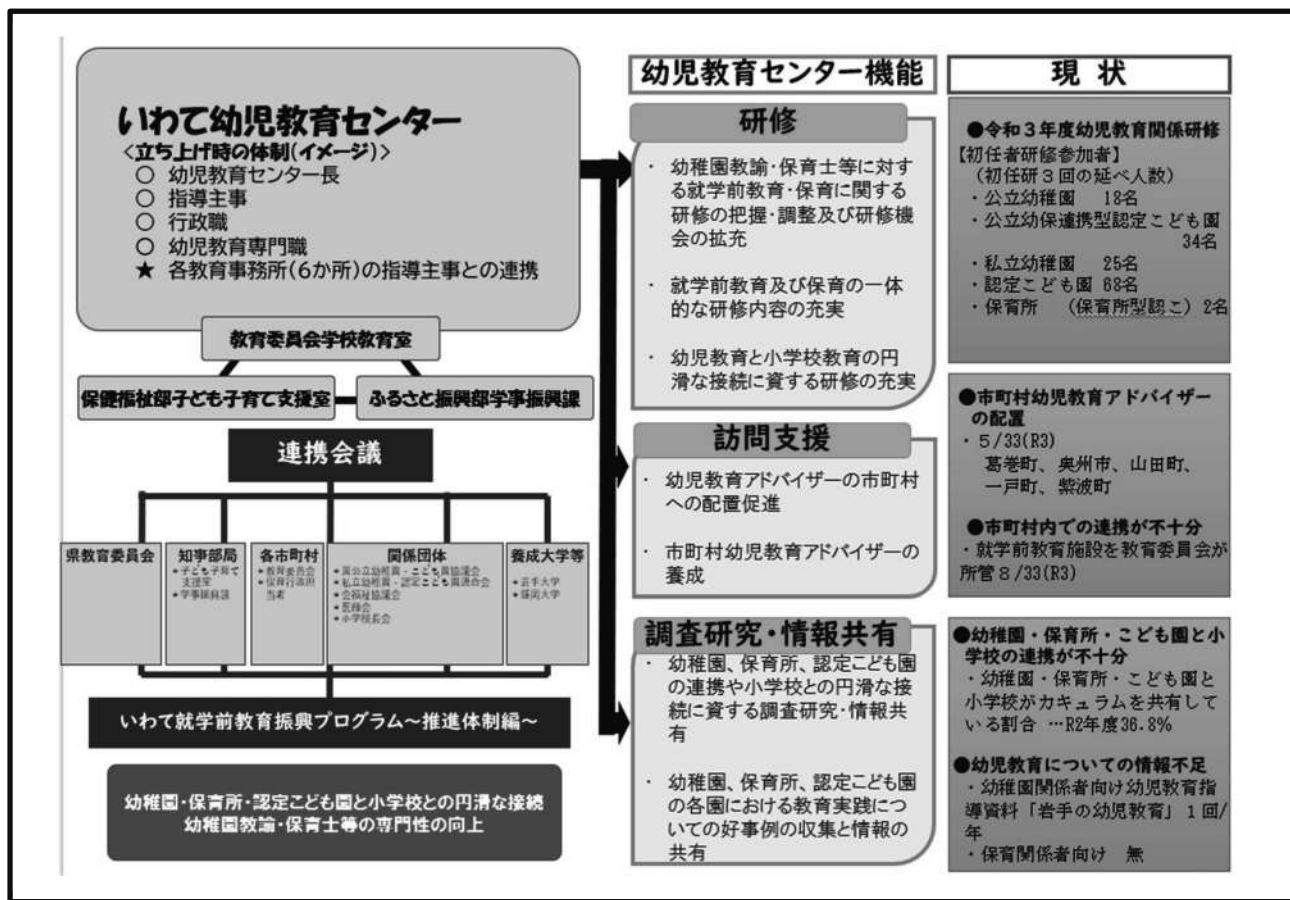 いわて幼児教育センター
<立ち上げ時の体制(イメージ)>
○ 幼児教育センター長
○ 指導主事
○ 行政職
○ 幼児教育専門職
★ 各教育事務所(6か所)の指導主事との連携
教育委員会学校教育室
保健福祉部子ども子育て支援室
ふるさと振興部学事振興課
連携会議
県教育委員会
知事部局
●子ども子育て
支援室
●学事振興課
各市町村
●教育委員会
●保育行政担
当者
関係団体
●国公立幼稚園・こども園協議会
●私立幼稚園・認定こども園連合会
●会福祉協議会
●小学校長会
養成大学等
●岩手大学
●盛岡大学
いわて就学前教育振興プログラム～推進体制編～
幼稚園・保育所・認定こども園と小学校との円滑な接続
幼稚園教諭・保育士等の専門性の向上
幼児教育センター機能
研修
・ 幼稚園教諭・保育士等に対す
る就学前教育・保育に関する
研修の把握・調整及び研修機
会の拡充
・ 就学前教育及び保育の一体
的な研修内容の充実
・ 幼児教育と小学校教育の円
滑な接続に資する研修の充実
訪問支援
・ 幼児教育アドバイザーの市町村
への配置促進
・ 市町村幼児教育アドバイザーの
養成
調査研究・情報共有
・ 幼稚園、保育所、認定こども園
の連携や小学校との円滑な接
続に資する調査研究・情報共
有
・ 幼稚園、保育所、認定こども園
の各園における教育実践につ
いての好事例の収集と情報の
共有
現 状
●令和３年度幼児教育関係研修
【初任者研修参加者】
（初任研３回の延べ人数）
・公立幼稚園 18名
・公立幼保連携型認定こども園
34名
・私立幼稚園 25名
・認定こども園 68名
・保育所 （保育所型認こ）2名
●市町村幼児教育アドバイザー
の配置
・５/33(R3)
葛巻町、奥州市、山田町、
一戸町、紫波町
●市町村内での連携が不十分
・就学前教育施設を教育委員会が
所管８/33(R3)
●幼稚園・保育所・こども園と小
学校の連携が不十分
・幼稚園・保育所・こども園と
小学校がカキュラムを共有して
いる割合 …R2年度36.8%
●幼児教育についての情報不足
・幼稚園関係者向け幼児教育指
導資料「岩手の幼児教育」１回/
年
・保育関係者向け 無